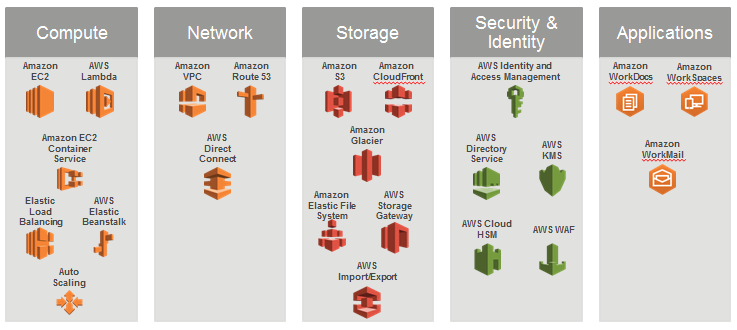 Compute
Amazon
EC2
AWS
Lambda
Amazon EC2
Container
Service
Elastic
Load
Balancing
AWS
Elastic
Beanstalk
Auto
Scaling
Network
Amazon
VPC
Amazon
Route 53
AWS
Direct
Connect
Storage
Amazon
S3
Amazon
CloudFront
Amazon
Glacier
Amazon
Elastic File
System
AWS
Storage
Gateway
AWS
Import/Export
Security &
Identity
AWS Identity and
Access Management
AWS
Directory
Service
AWS
KMS
AWS Cloud
HSM
AWS WAF
Applications
Amazon
WorkDocs
Amazon
WorkSpaces
Amazon
WorkMail